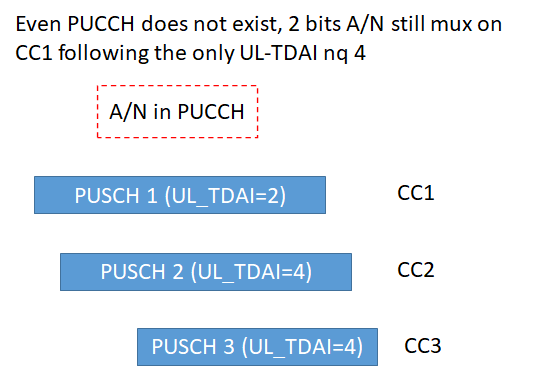 Even PUCCH does not exist, 2 bits A/N still mux on
CC1 following the only UL-TDAI nq 4
A/N in PUCCH
PUSCH 1 (UL_TDAI=2) CC1
PUSCH 2 (UL_TDAI=4) CC2
PUSCH 3 (UL_TDAI=4) CC3